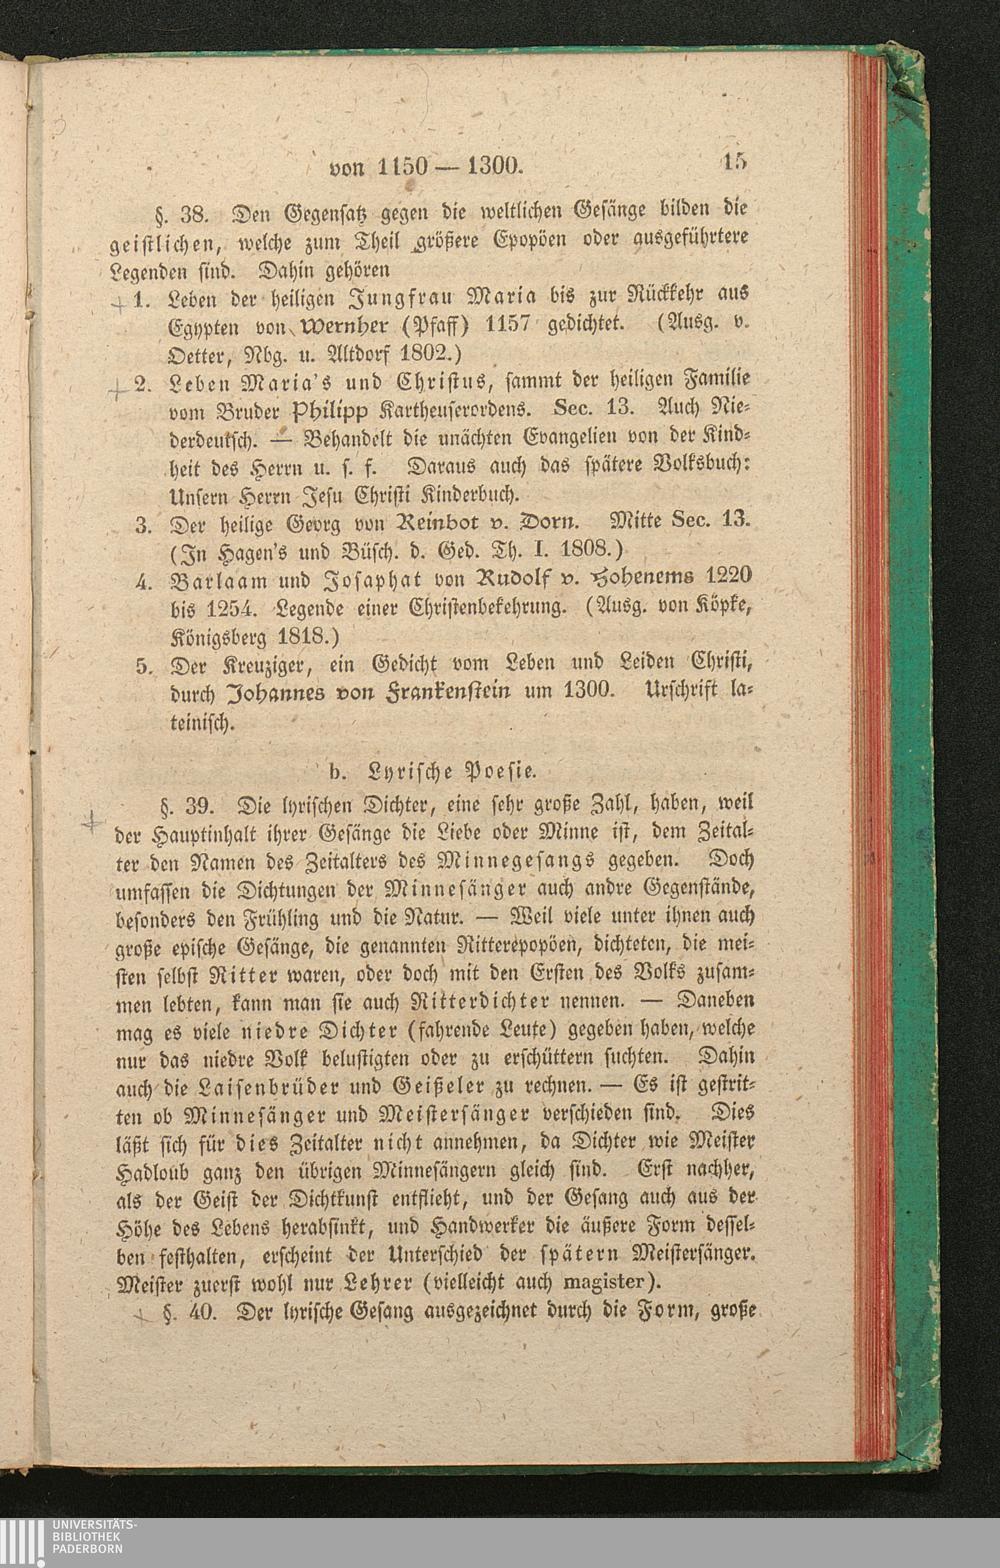 von 1150 — 1300. 15
§. 38. Den Gegensatz gegen die weltlichen Gesänge bilden die
geistlichen, welche zum Theil größere Epopöen oder ausgeführtere
Legenden sind. Dahin gehören
1. Leben der heiligen Jungfrau Maria bis zur Rückkehr aus
Egypten von Wernher (Pfaff) 1157 gedichtet. (Ausg. v.
Oetter, Nbg. u. Altdorf 1802.)
2. Leben Maria's und Christus, sammt der heiligen Familie
vom Bruder Philipp Kartheuserordens. Sec. 13. Auch Nie-
derdeutsch. — Behandelt die unächten Evangelien von der Kind-
heit des Herrn u. s. f. Daraus auch das spätere Volksbuch:
Unsern Herrn Jesu Christi Kinderbuch.
3. Der heilige Georg von Reinbot v. Dorn. Mitte Sec. 13.
(In Hagen's und Büsch. d. Ged. Th. I. 1808.)
4. Barlaam und Josaphat von Rudolf v. Hohenems 1220
bis 1254. Legende einer Christenbekehrung. (Ausg. von Köpke,
Königsberg 1818.)
5. Der Kreuziger, ein Gedicht vom Leben und Leiden Christi,
durch Johannes von Frankenstein um 1300. Urschrift la-
teinisch.
b. Lyrische Poesie.
§. 39. Die lyrischen Dichter, eine sehr große Zahl, haben, weil
der Hauptinhalt ihrer Gesänge die Liebe oder Minne ist, dem Zeital-
ter den Namen des Zeitalters des Minnegesangs gegeben. Doch
umfassen die Dichtungen der Minnesänger auch andre Gegenstände,
besonders den Frühling und die Natur. — Weil viele unter ihnen auch
große epische Gesänge, die genannten Ritterepopöen, dichteten, die mei-
sten selbst Ritter waren, oder doch mit den Ersten des Volks zusam-
men lebten, kann man sie auch Ritterdichter nennen. — Daneben
mag es viele niedre Dichter (fahrende Leute) gegeben haben, welche
nur das niedre Volk belustigten oder zu erschüttern suchten. Dahin
auch die Laisenbrüder und Geißeler zu rechnen. — Es ist gestrit-
ten ob Minnesänger und Meistersänger verschieden sind. Dies
läßt sich für dies Zeitalter nicht annehmen, da Dichter wie Meister
Hadloub ganz den übrigen Minnesängern gleich sind. Erst nachher,
als der Geist der Dichtkunst entflieht, und der Gesang auch aus der
Höhe des Lebens herabsinkt, und Handwerker die äußere Form dessel-
ben festhalten, erscheint der Unterschied der spätern Meistersänger.
Meister zuerst wohl nur Lehrer (vielleicht auch magister).
§. 40. Der lyrische Gesang ausgezeichnet durch die Form, große
UNIVERSITÄTS-
BIBLIOTHEK
PADERBORN